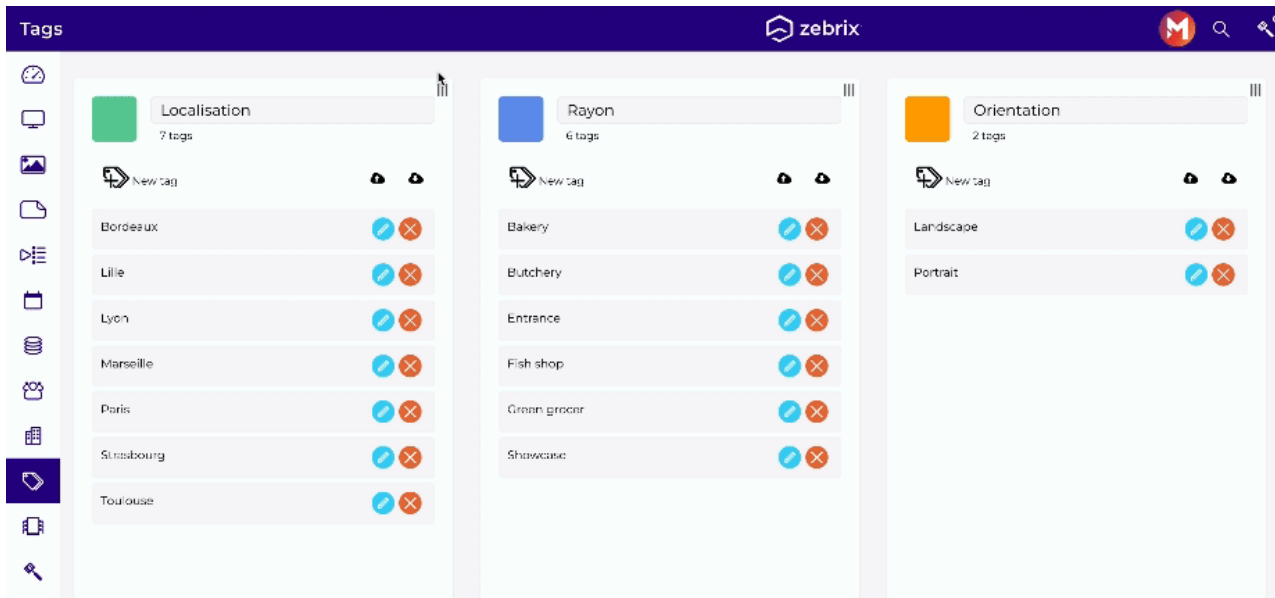 Tags
zebrix
Localisation
7 tags
New tag
Bordeaux
Lille
Lyon
Marseille
Paris
Strasbourg
Toulouse
Rayon
6 tags
New tag
Bakery
Butchery
Entrance
Fish shop
Green grocer
Showcase
Orientation
2 tags
New tag
Landscape
Portrait